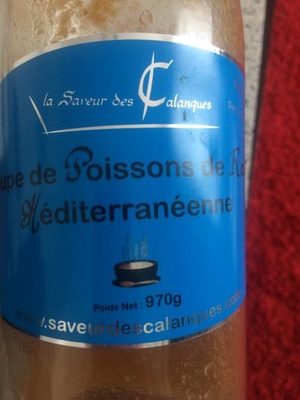 la Saveur des Calanques
upe de Poissons de Ro
Méditerranéenne
Poids Net : 970g
www.saveurdescalanques.com